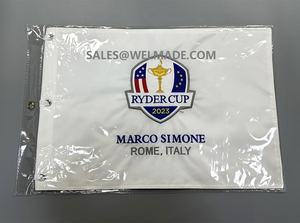 SALES@WELMADE.COM
RYDER CUP
2023
MARCO SIMONE
ROME, ITALY